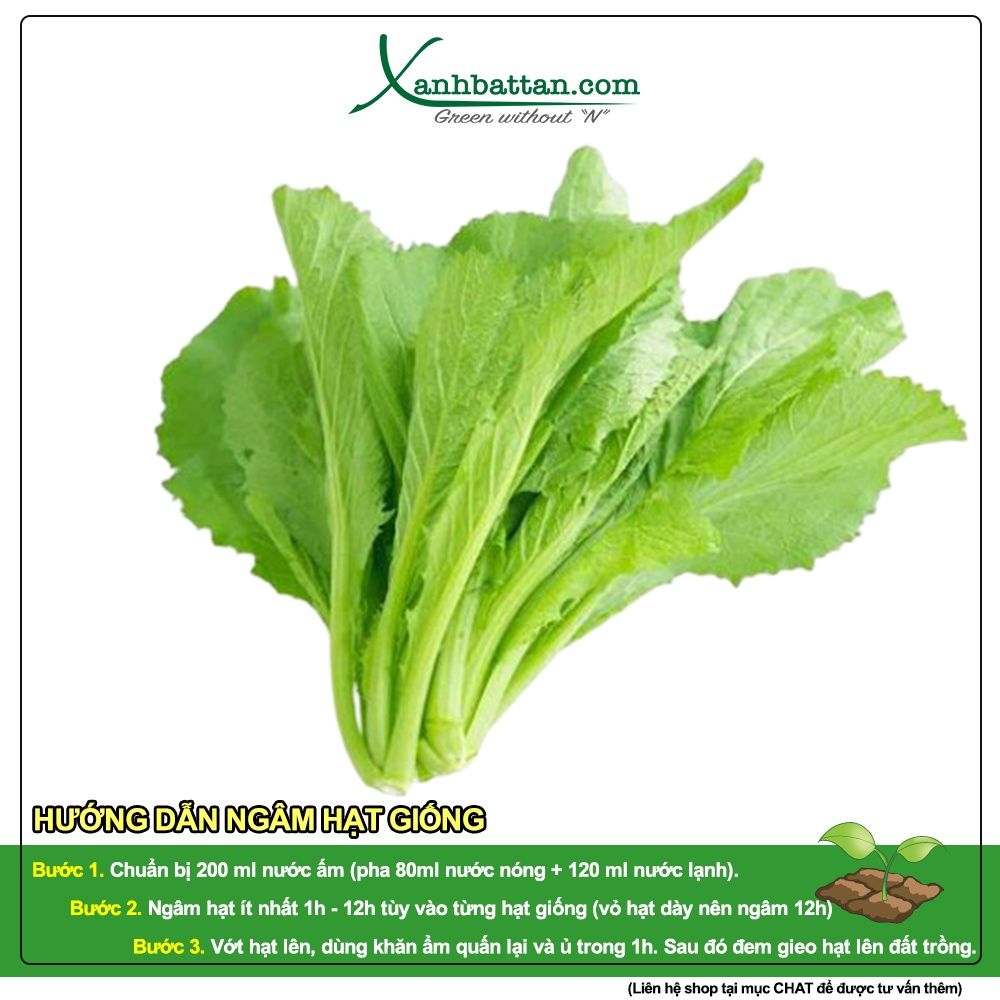 Xanhbattan.com
Green without "N"
HƯỚNG DẪN NGÂM HẠT GIỐNG
Bước 1. Chuẩn bị 200 ml nước ấm (pha 80ml nước nóng + 120 ml nước lạnh).
Bước 2. Ngâm hạt ít nhất 1h - 12h tùy vào từng hạt giống (vỏ hạt dày nên ngâm 12h)
Bước 3. Vớt hạt lên, dùng khăn ẩm quấn lại và ủ trong 1h. Sau đó đem gieo hạt lên đất trồng.
(Liên hệ shop tại mục CHAT để được tư vấn thêm)